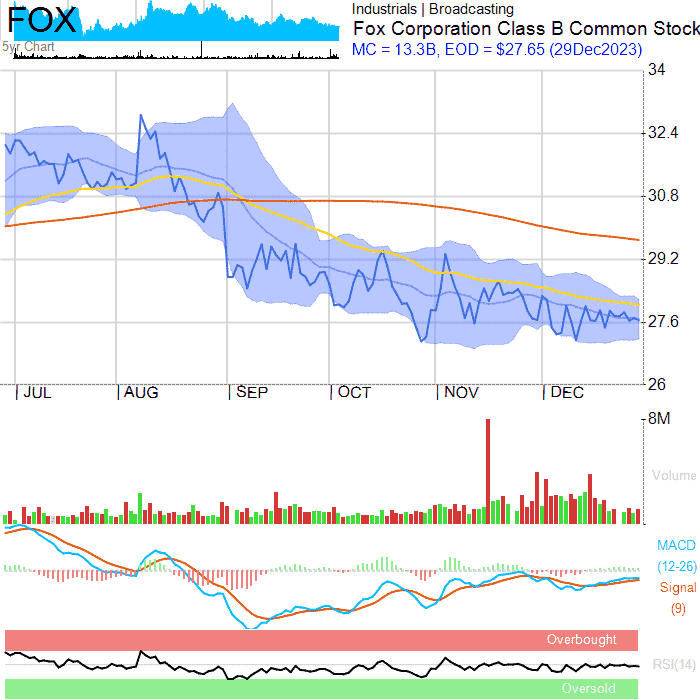 FOX
5yr Chart
Industrials | Broadcasting
Fox Corporation Class B Common Stock
MC = 13.3B, EOD = $27.65 (29Dec2023)
34
32.4
30.8
29.2
27.6
26
JUL AUG SEP OCT NOV DEC
8M
Volume
MACD
(12-26)
Signal
(9)
Overbought
RSI(14)
Oversold